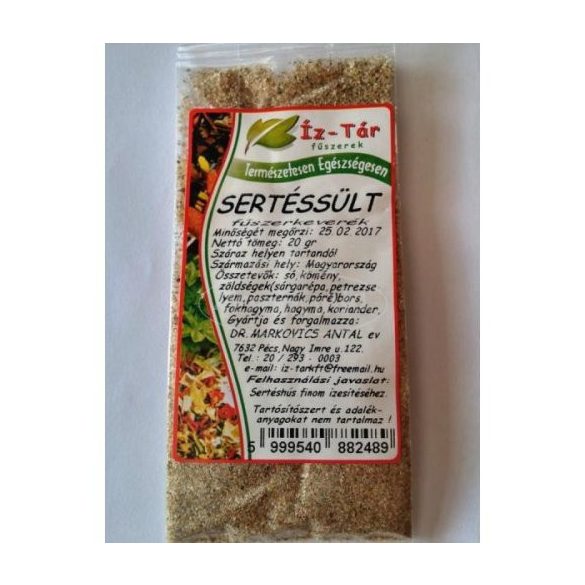 Íz-Tár
fűszerek
Természetesen Egészségesen
SERTÉSSÜLT
fűszerkeverék
Minőségét megőrzi: 25.02 2017
Nettó tömeg: 20 gr
Száraz helyen tartandó!
Származási hely: Magyarország
Összetevők: só,kömény,
zöldségek(sárgarépa,petrezse
lyem,paszternák,póré)bors,
fokhagyma, hagyma,koriander,
Gyártja és forgalmazza:
DR. MARKOVICS ANTAL ev
7632 Pécs,Nagy Imre u.122.
Tel.: 20 / 293 - 0003
e-mail: iz-tarkft@freemail.hu
Felhasználási javaslat:
Sertéshús finom ízesítéséhez.
Tartósítószert és adalék-
anyagokat nem tartalmaz !
5 999540 882489